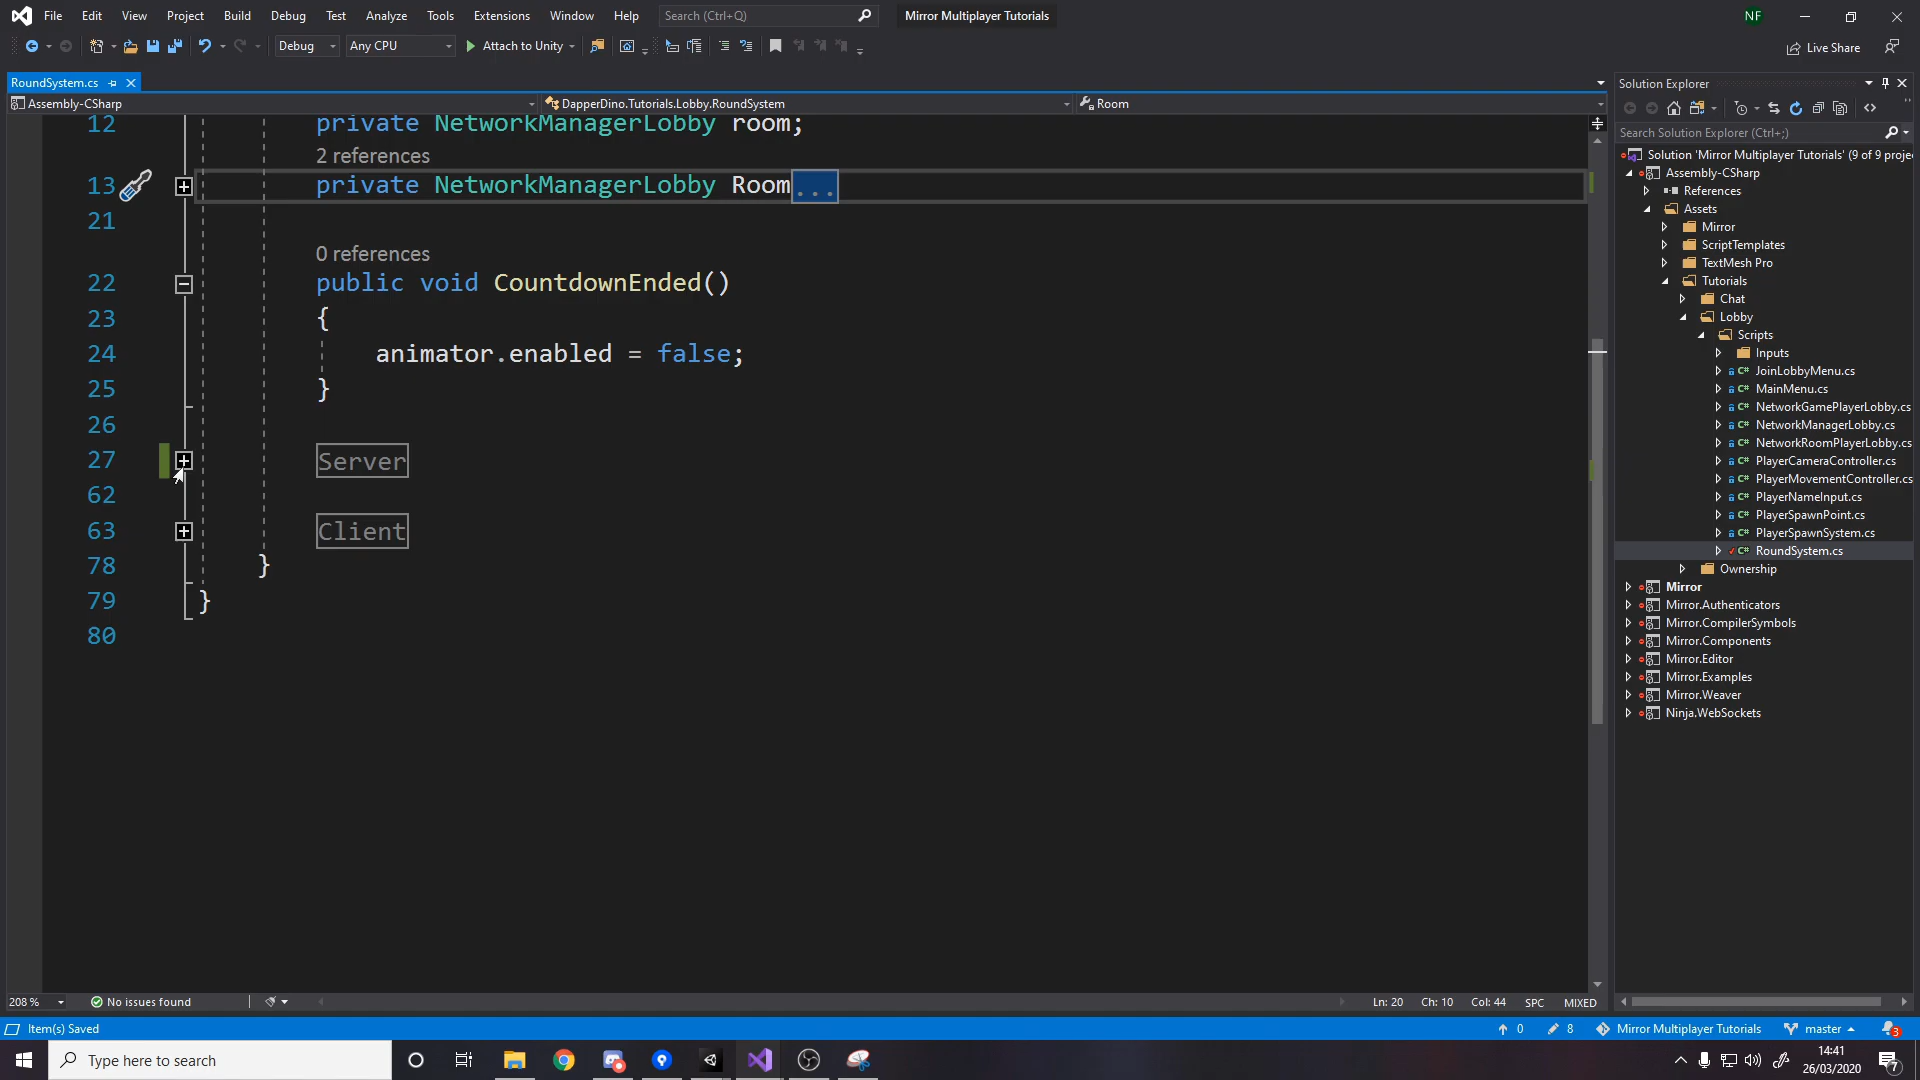 File Edit View Project Build Debug Test Analyze Tools Extensions Window Help Search (Ctrl+Q) Mirror Multiplayer Tutorials NF
Debug Any CPU Attach to Unity Live Share
RoundSystem.cs
Assembly-CSharp DapperDino.Tutorials.Lobby.RoundSystem Room
12 private NetworkManagerLobby room;
2 references
13 private NetworkManagerLobby Room...
21
0 references
22 public void CountdownEnded()
23 {
24 animator.enabled = false;
25 }
26
27 Server
62
63 Client
78 }
79 }
80
208 % No issues found Ln: 20 Ch: 10 Col: 44 SPC MIXED
Solution Explorer
Search Solution Explorer (Ctrl+;)
Solution 'Mirror Multiplayer Tutorials' (9 of 9 proje
Assembly-CSharp
References
Assets
Mirror
ScriptTemplates
TextMesh Pro
Tutorials
Chat
Lobby
Scripts
Inputs
JoinLobbyMenu.cs
MainMenu.cs
NetworkGamePlayerLobby.cs
NetworkManagerLobby.cs
NetworkRoomPlayerLobby.cs
PlayerCameraController.cs
PlayerMovementController.cs
PlayerNameInput.cs
PlayerSpawnPoint.cs
PlayerSpawnSystem.cs
RoundSystem.cs
Ownership
Mirror
Mirror.Authenticators
Mirror.CompilerSymbols
Mirror.Components
Mirror.Editor
Mirror.Examples
Mirror.Weaver
Ninja.WebSockets
Item(s) Saved 0 8 Mirror Multiplayer Tutorials master 3
Type here to search 14:41
26/03/2020 7